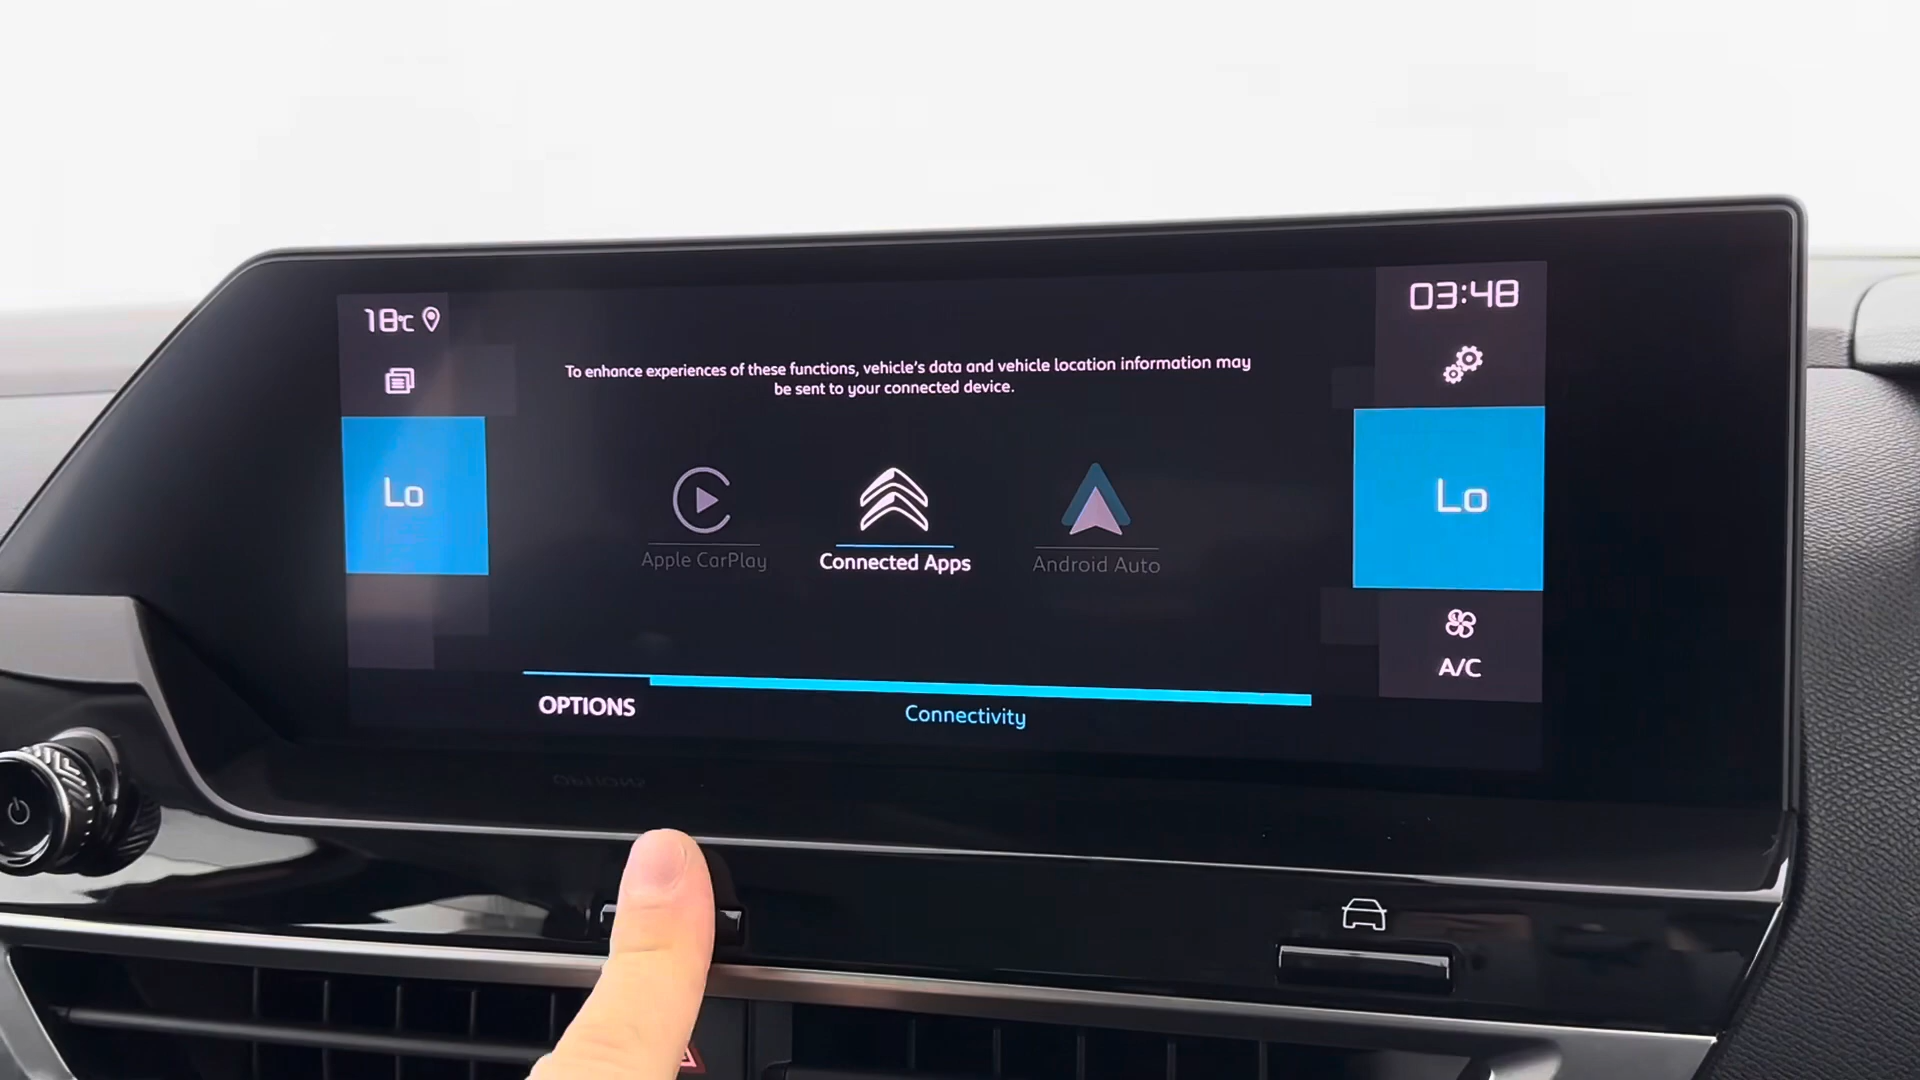 18°C
03:48
To enhance experiences of these functions, vehicle's data and vehicle location information may
be sent to your connected device.
Lo
Lo
Apple CarPlay
Connected Apps
Android Auto
A/C
OPTIONS
Connectivity